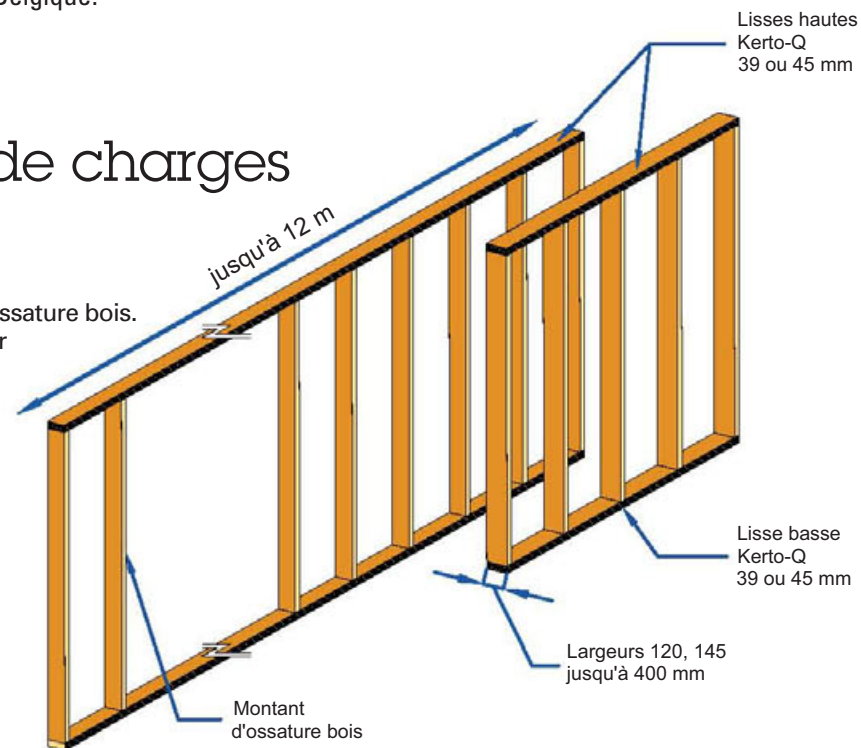 Belgique.
de charges
ossature bois.
r
jusqu'à 12 m
Lisses hautes
Kerto-Q
39 ou 45 mm
Lisse basse
Kerto-Q
39 ou 45 mm
Largeurs 120, 145
jusqu'à 400 mm
Montant
d'ossature bois